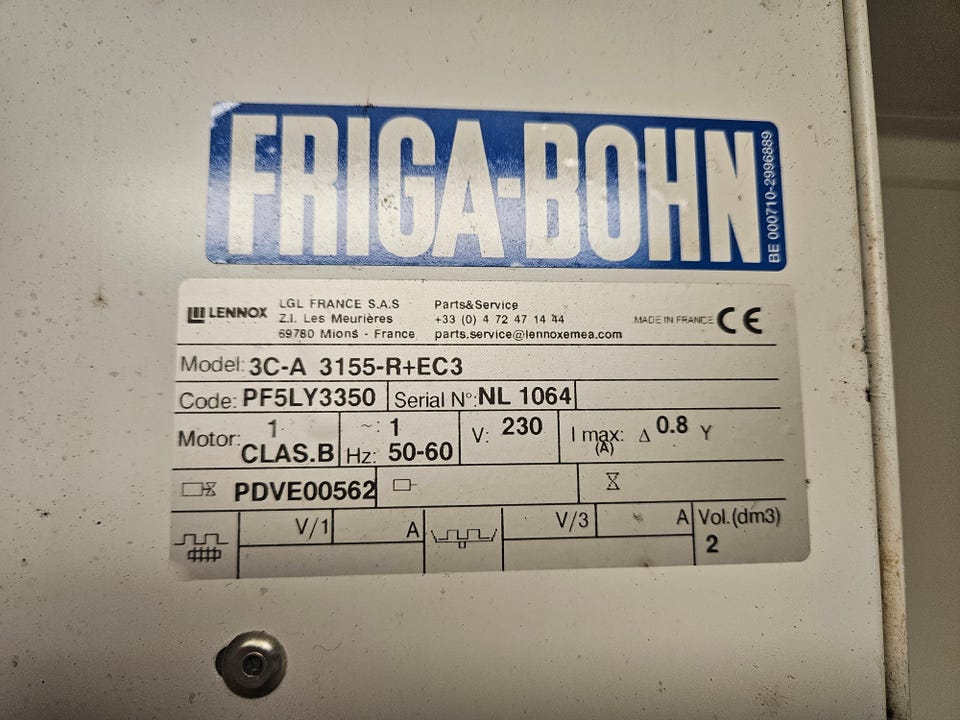 FRIGA-BOHN
BE 000710-2996889
LENNOX
LGL FRANCE S.A.S
Z.I. Les Meurières
69780 Mions - France
Parts&Service
+33 (0) 4 72 47 14 44
parts.service@lennoxemea.com
MADE IN FRANCE CE
Model: 3C-A 3155-R+EC3
Code: PF5LY3350 Serial N°: NL 1064
Motor: 1 CLAS.B ~: 1 Hz: 50-60 V: 230 I max: (A) Δ 0.8 Y
PDVE00562
V/1 A V/3 A Vol.(dm3)
2